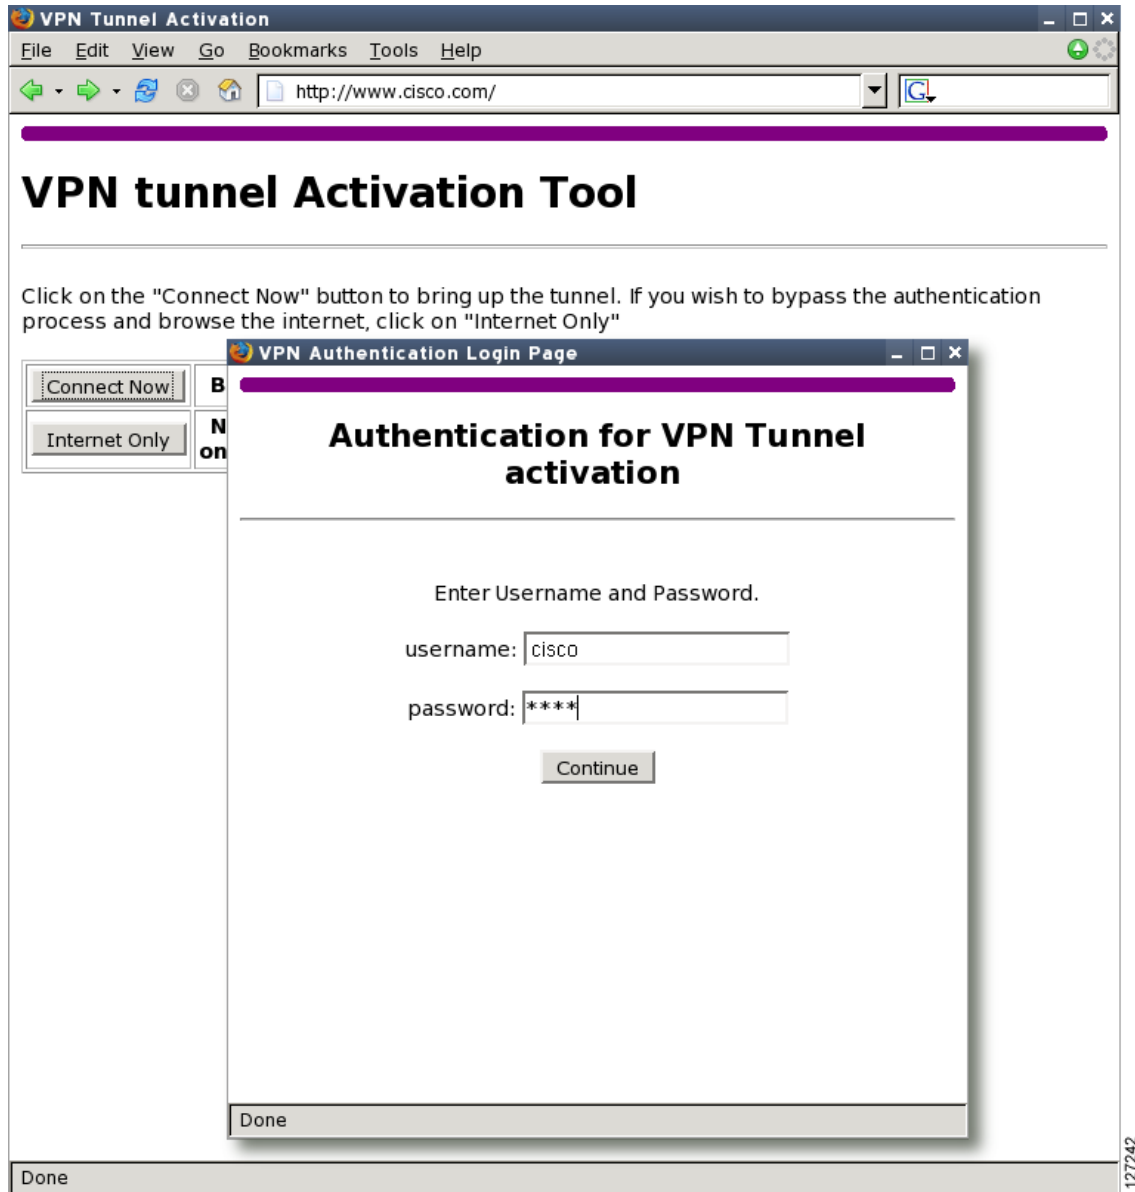 VPN Tunnel Activation
File Edit View Go Bookmarks Tools Help
http://www.cisco.com/
G
VPN tunnel Activation Tool
Click on the "Connect Now" button to bring up the tunnel. If you wish to bypass the authentication
process and browse the internet, click on "Internet Only"
Connect Now B
Internet Only N
on
VPN Authentication Login Page
Authentication for VPN Tunnel
activation
Enter Username and Password.
username: cisco
password: ****
Continue
Done
Done
127242